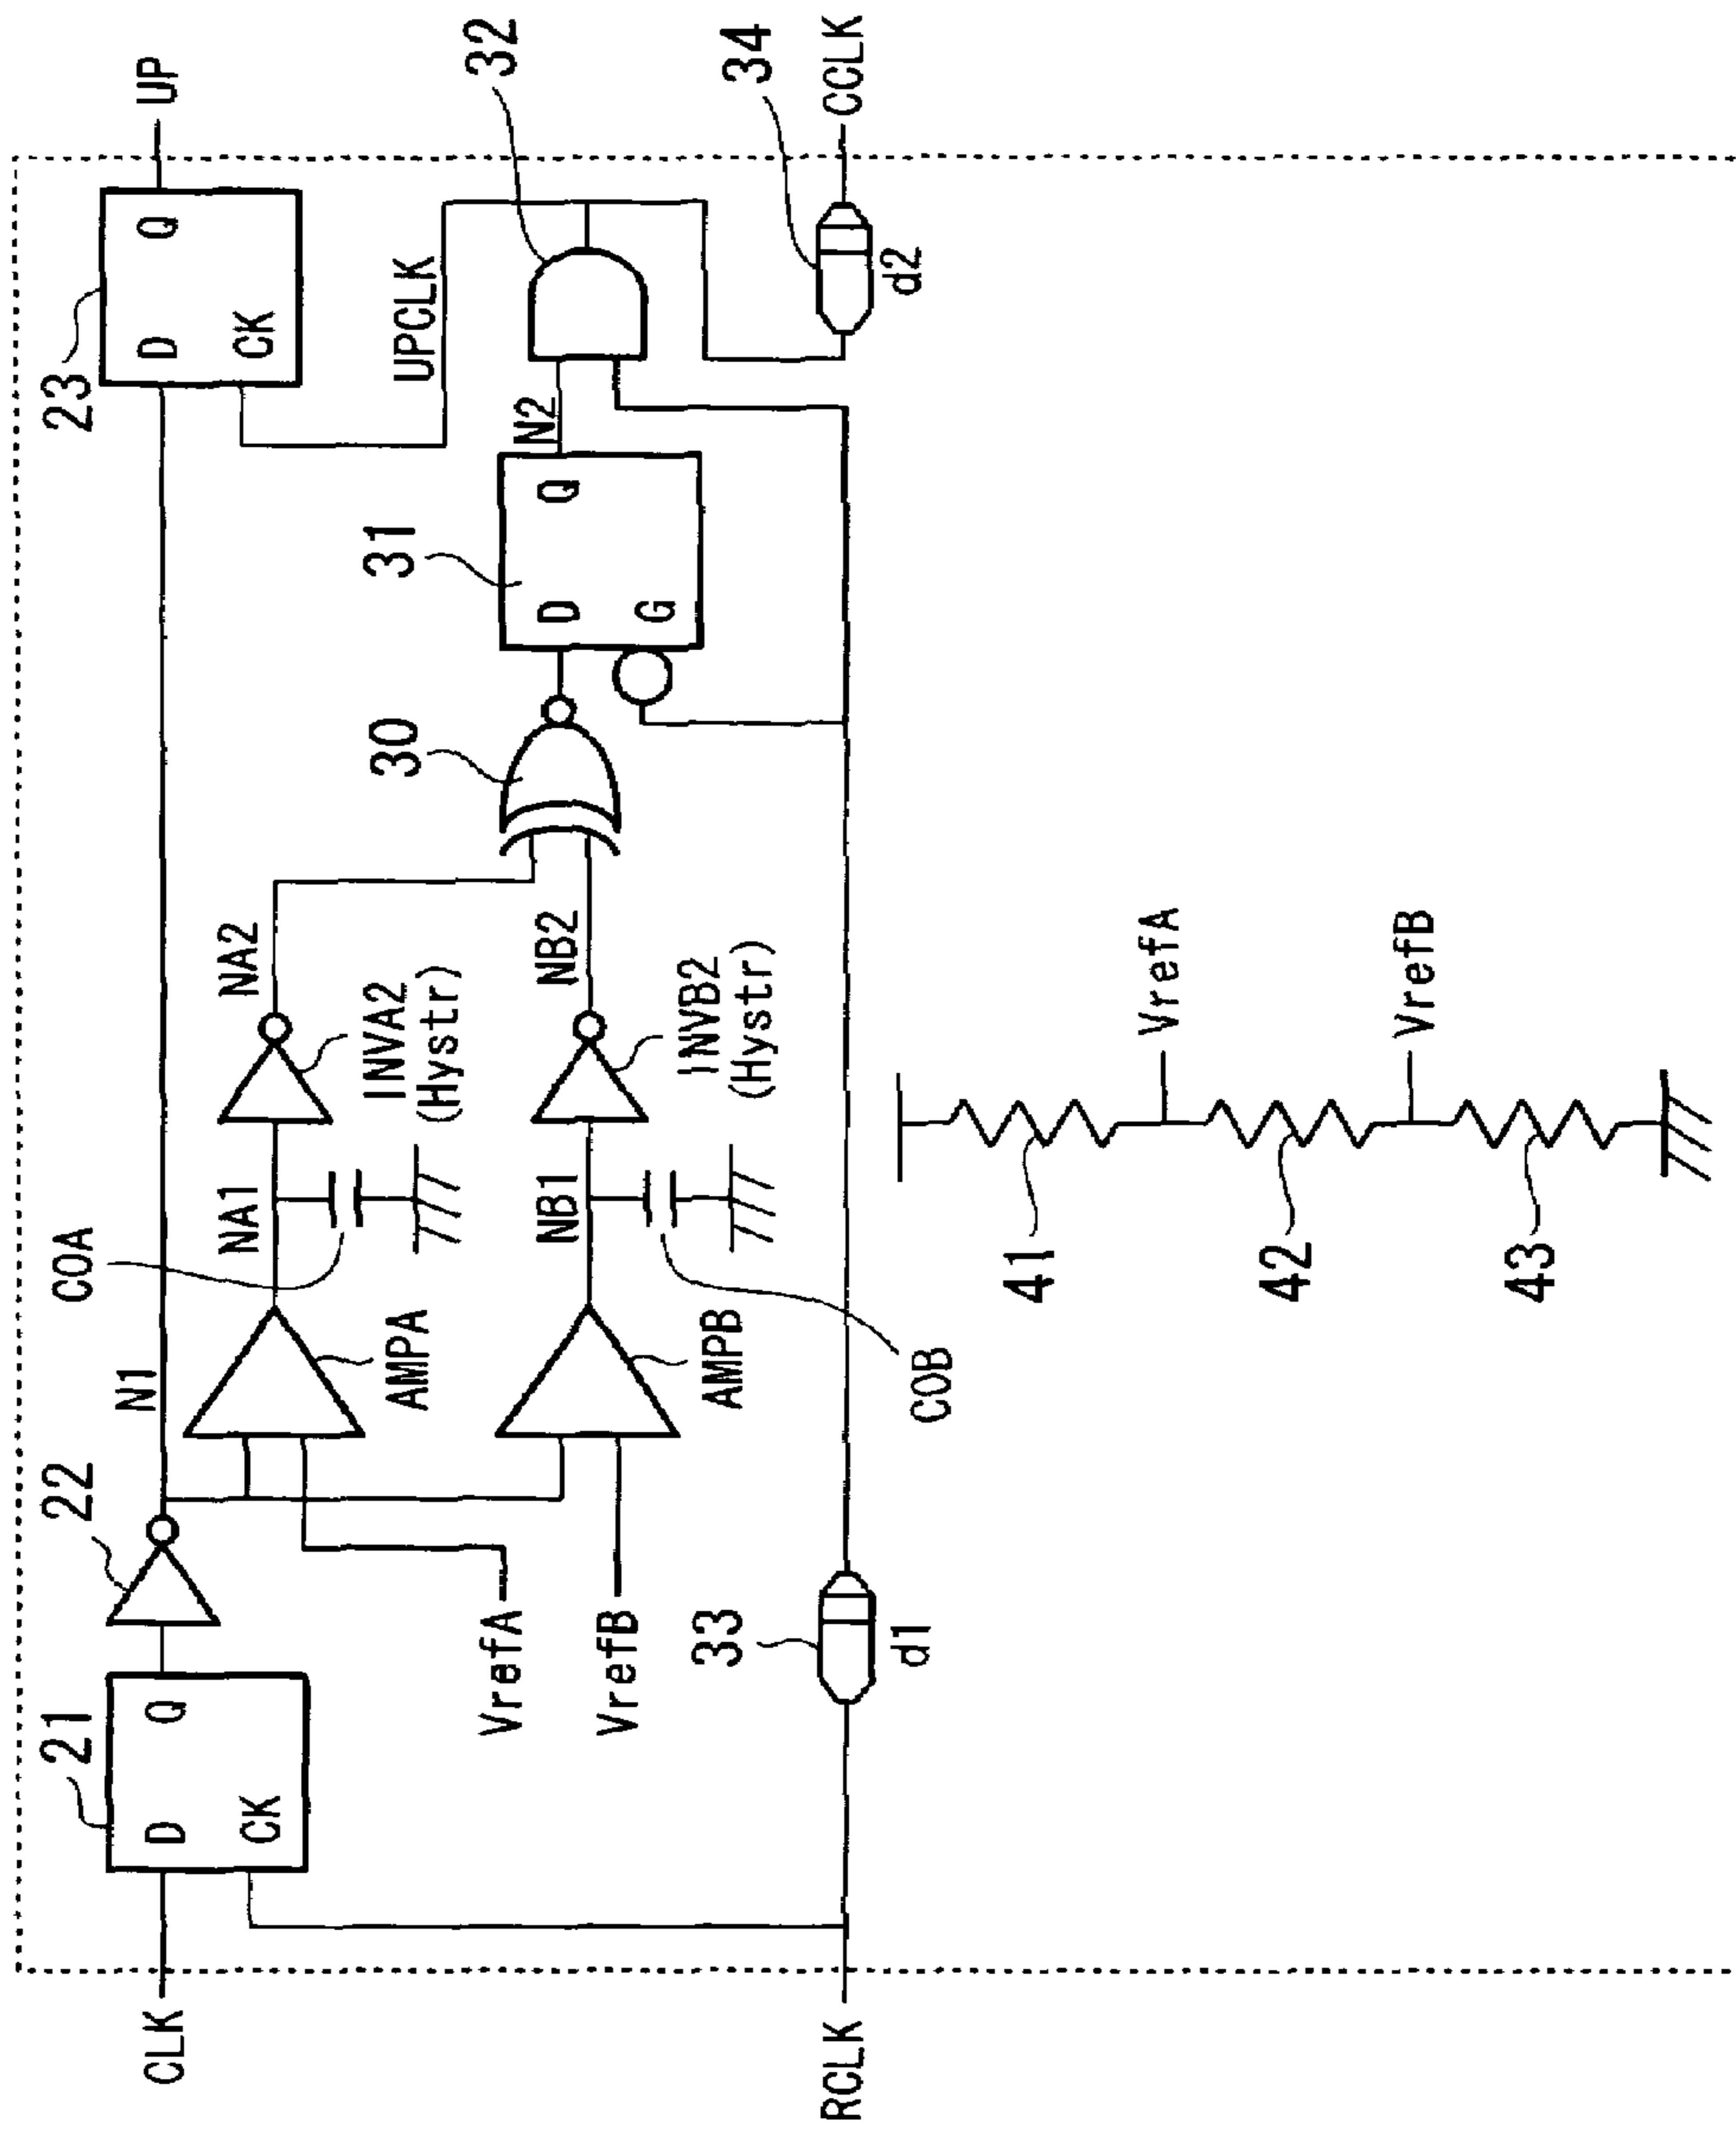 23
D
Q
CK
UP
UPCLK
32
N2
34
CCLK
d2
31
D
Q
G
30
NA2
INVA2
(Hystr)
NB2
INVB2
(Hystr)
COA
NA1
NB1
N1
AMPA
AMPB
COB
22
VrefA
VrefB
21
D
Q
CK
33
d1
CLK
RCLK
VrefA
VrefB
41
42
43